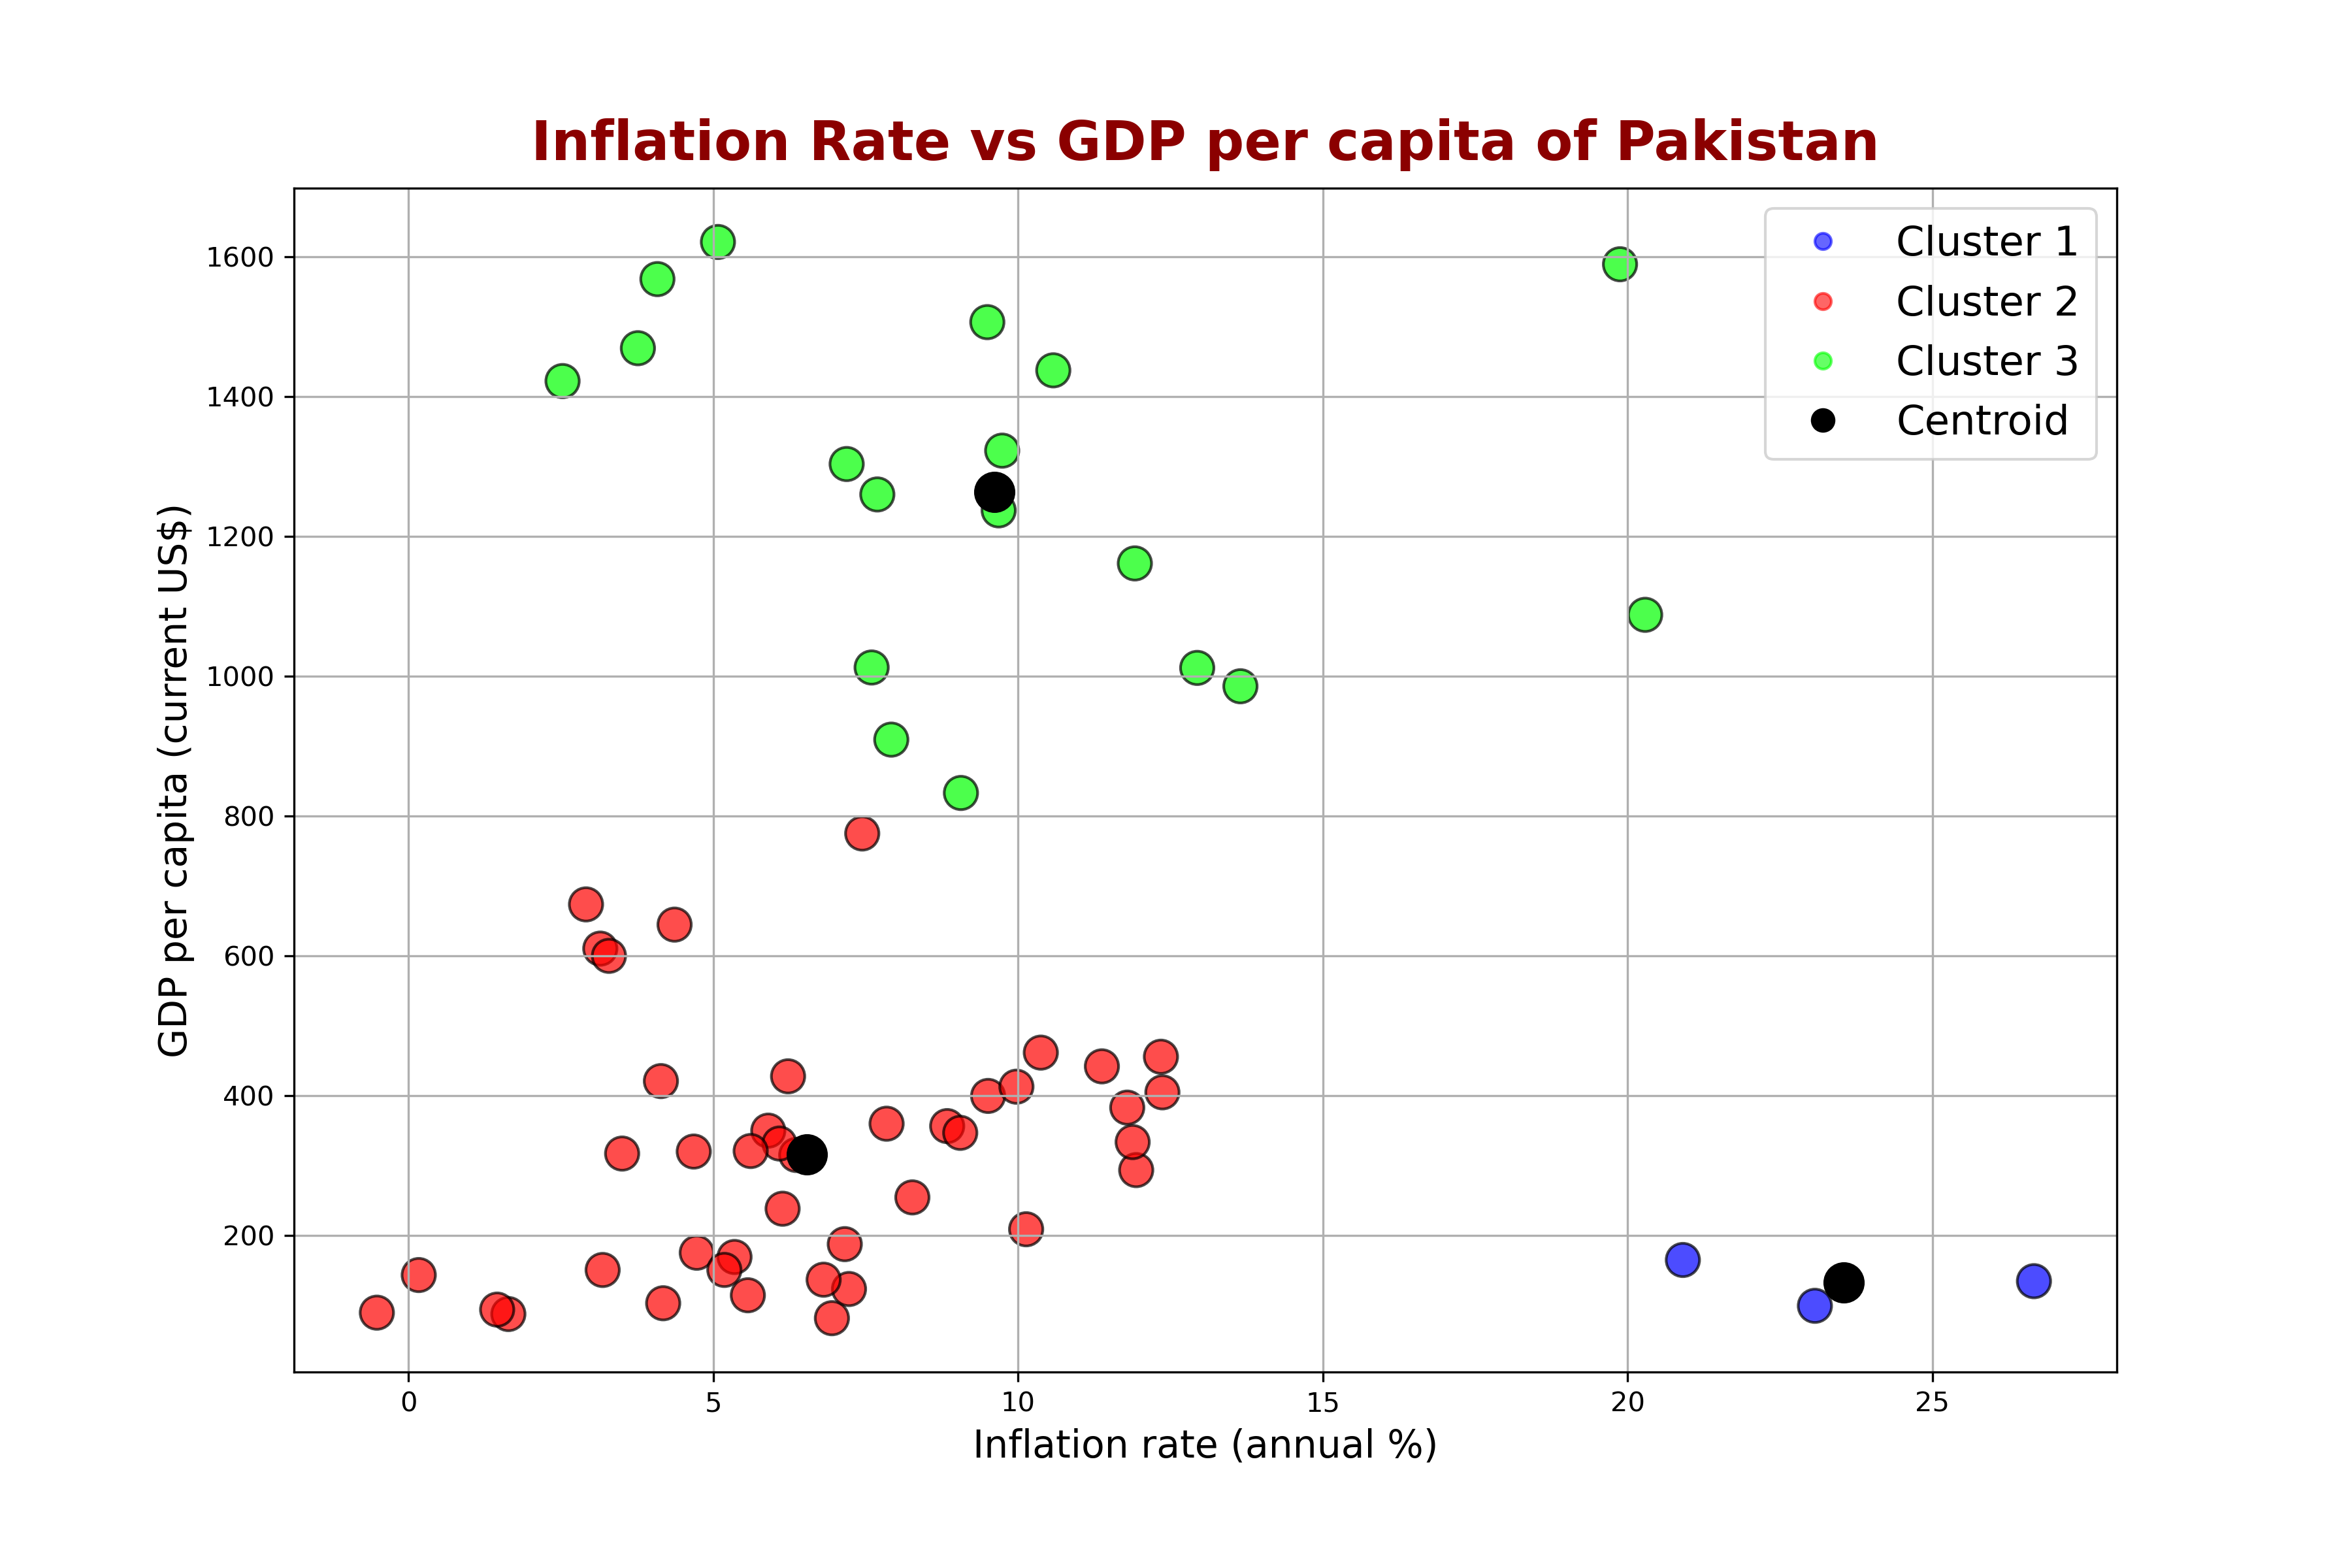 Inflation Rate vs GDP per capita of Pakistan
Cluster 1
Cluster 2
Cluster 3
Centroid
GDP per capita (current US$)
1600
1400
1200
1000
800
600
400
200
0 5 10 15 20 25
Inflation rate (annual %)